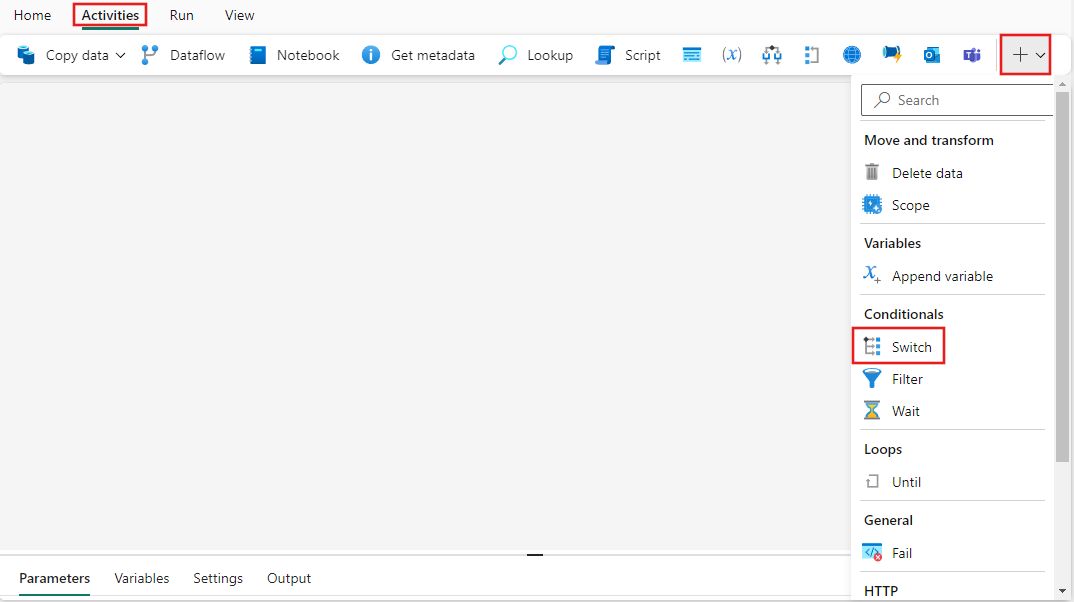 Home Activities Run View
Copy data Dataflow Notebook Get metadata Lookup Script (x)
Search
Move and transform
Delete data
Scope
Variables
Append variable
Conditionals
Switch
Filter
Wait
Loops
Until
General
Fail
HTTP
Parameters Variables Settings Output